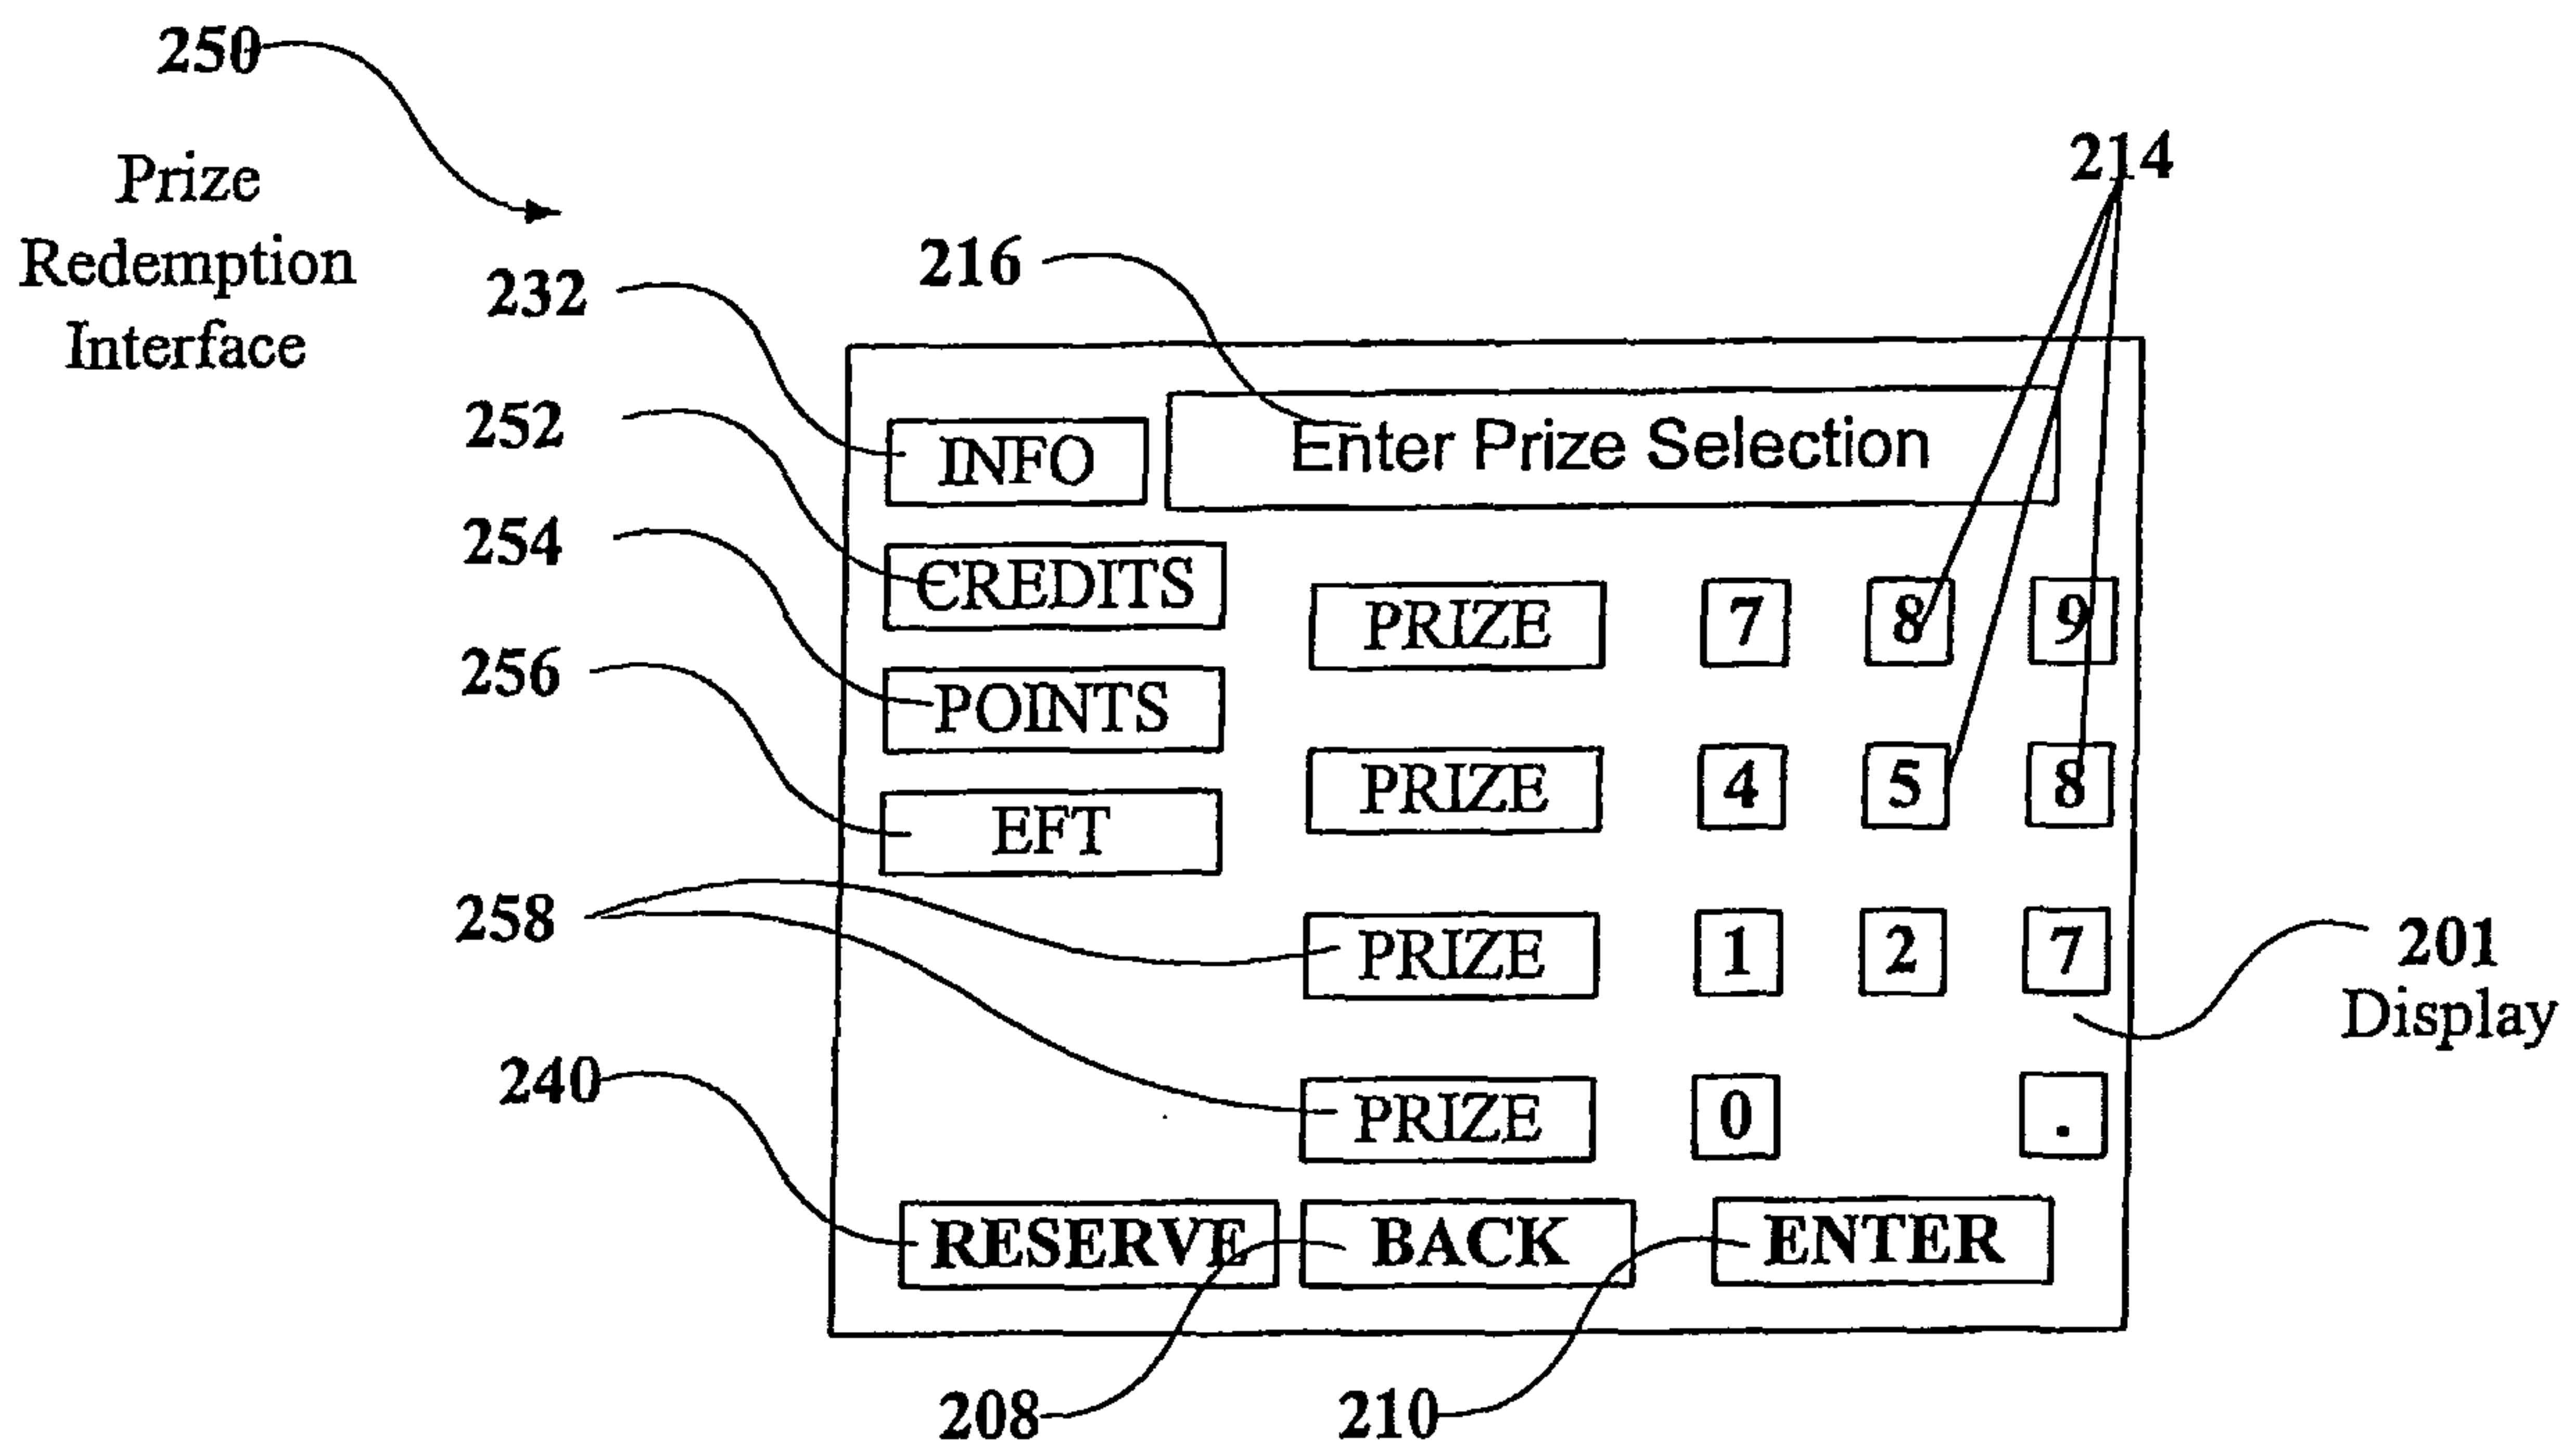 250
Prize
Redemption
Interface
214
216
232
INFO
Enter Prize Selection
252
CREDITS
254
POINTS
256
EFT
PRIZE 7 8 9
PRIZE 4 5 8
258
PRIZE 1 2 7
201
Display
PRIZE 0 .
240
RESERVE BACK ENTER
208
210